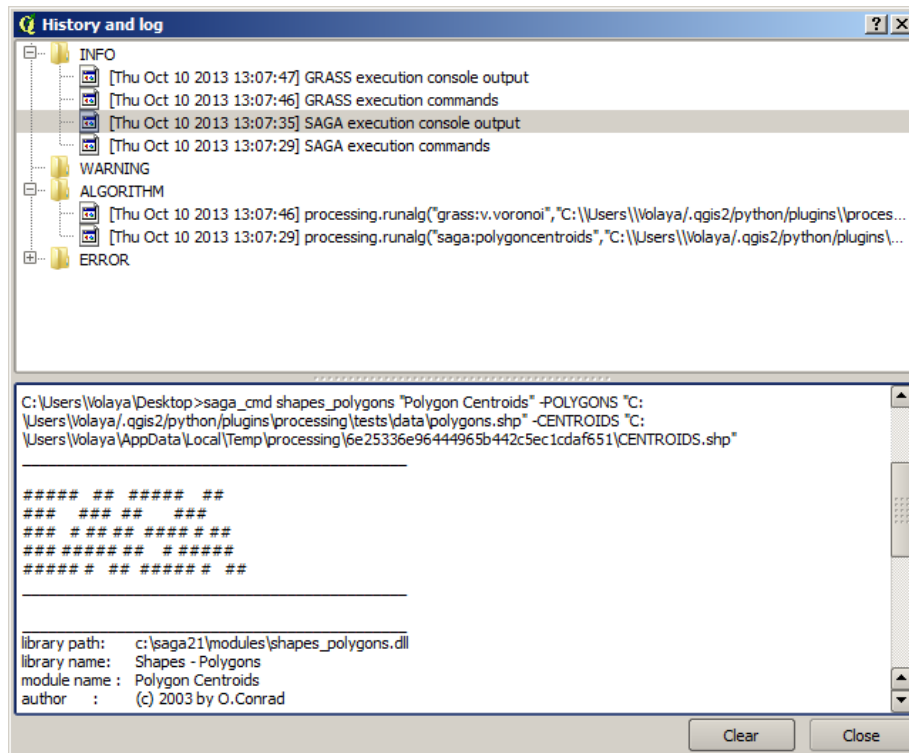 History and log
INFO
[Thu Oct 10 2013 13:07:47] GRASS execution console output
[Thu Oct 10 2013 13:07:46] GRASS execution commands
[Thu Oct 10 2013 13:07:35] SAGA execution console output
[Thu Oct 10 2013 13:07:29] SAGA execution commands
WARNING
ALGORITHM
[Thu Oct 10 2013 13:07:46] processing.runalg("grass:v.voronoi","C:\\Users\\Volaya/.qgis2/python/plugins\\proces...
[Thu Oct 10 2013 13:07:29] processing.runalg("saga:polygoncentroids","C:\\Users\\Volaya/.qgis2/python/plugins\...
ERROR
C:\Users\Volaya\Desktop>saga_cmd shapes_polygons "Polygon Centroids" -POLYGONS "C:
\Users\Volaya/.qgis2/python/plugins\processing\tests\data\polygons.shp" -CENTROIDS "C:
\Users\Volaya\AppData\Local\Temp\processing\6e25336e96444965b442c5ec1cdaf651\CENTROIDS.shp"
_____________________________________________
##### ## ##### ##
### ### ## ###
### # ## ## #### # ##
### ##### ## # #####
##### # ## ##### # ##
_____________________________________________
_____________________________________________
library path: c:\saga21\modules\shapes_polygons.dll
library name: Shapes - Polygons
module name : Polygon Centroids
author : (c) 2003 by O.Conrad
Clear Close